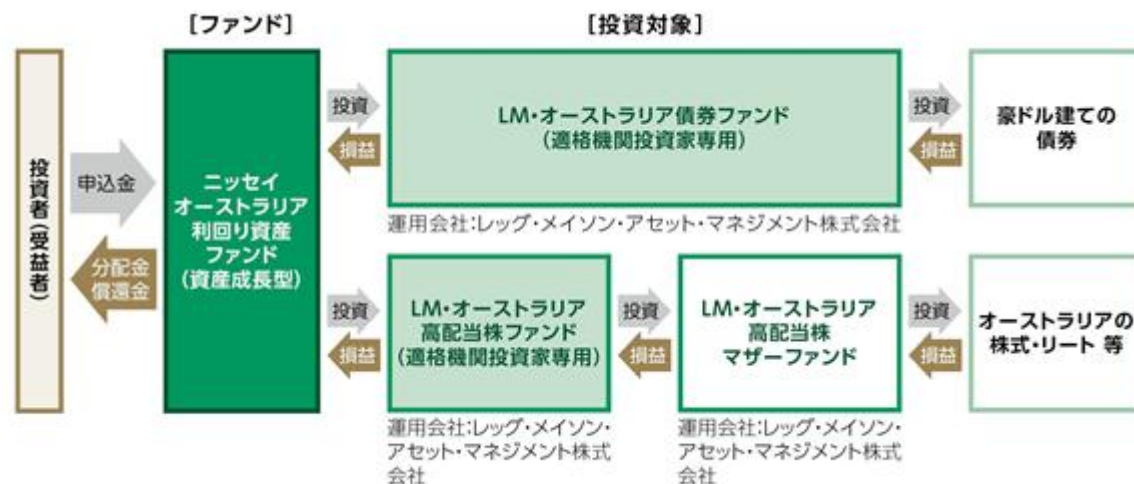 [ファンド]
[投資対象]
投資者(受益者)
申込金
分配金
償還金
ニッセイ
オーストラリア
利回り資産
ファンド
(資産成長型)
投資
損益
LM・オーストラリア債券ファンド
(適格機関投資家専用)
運用会社:レッグ・メイソン・アセット・マネジメント株式会社
投資
損益
豪ドル建ての
債券
投資
損益
LM・オーストラリア
高配当株ファンド
(適格機関投資家専用)
運用会社:レッグ・メイソン・
アセット・マネジメント株式
会社
投資
損益
LM・オーストラリア
高配当株
マザーファンド
運用会社:レッグ・メイソン・
アセット・マネジメント株式
会社
投資
損益
オーストラリアの
株式・リート 等